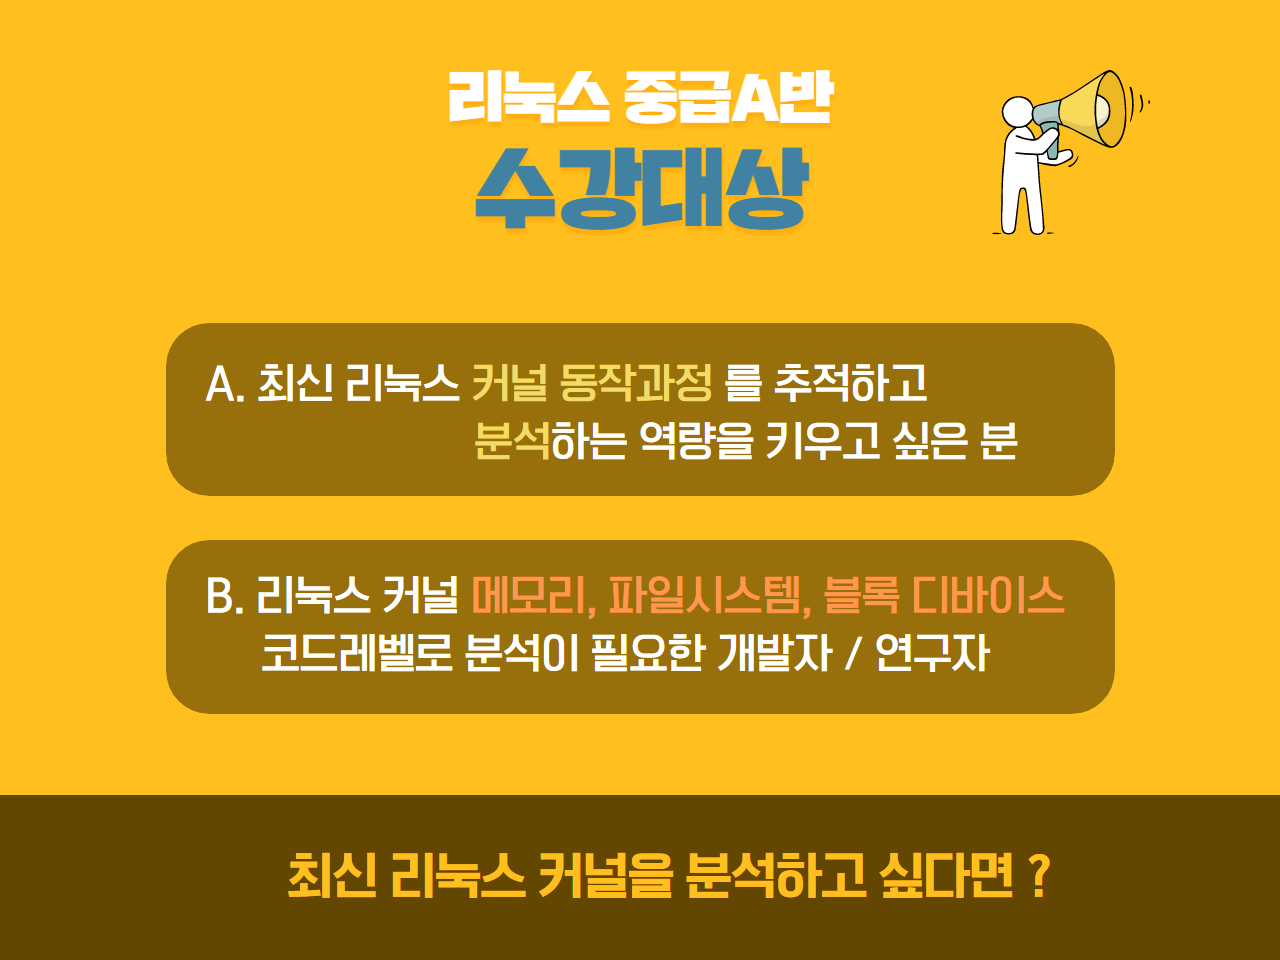 리눅스 중급A반
수강대상
A. 최신 리눅스 커널 동작과정 를 추적하고
분석하는 역량을 키우고 싶은 분
B. 리눅스 커널 메모리, 파일시스템, 블록 디바이스
코드레벨로 분석이 필요한 개발자 / 연구자
최신 리눅스 커널을 분석하고 싶다면 ?